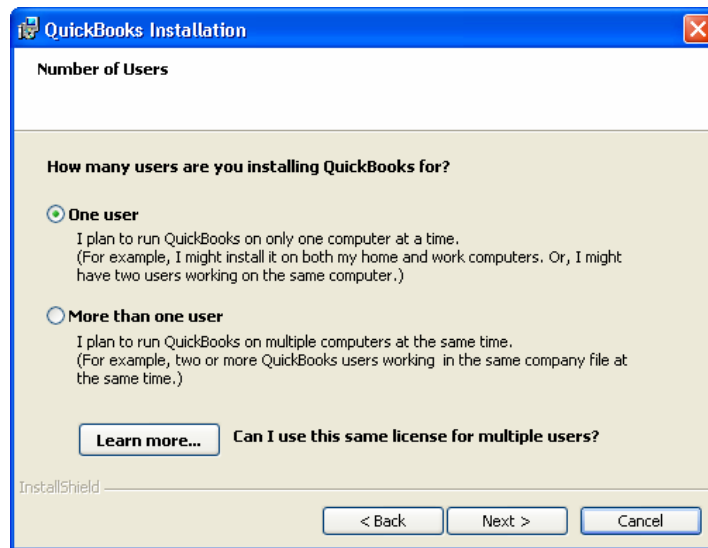 QuickBooks Installation
Number of Users
How many users are you installing QuickBooks for?
One user
I plan to run QuickBooks on only one computer at a time.
(For example, I might install it on both my home and work computers. Or, I might
have two users working on the same computer.)
More than one user
I plan to run QuickBooks on multiple computers at the same time.
(For example, two or more QuickBooks users working in the same company file at
the same time.)
Learn more... Can I use this same license for multiple users?
InstallShield
< Back Next > Cancel